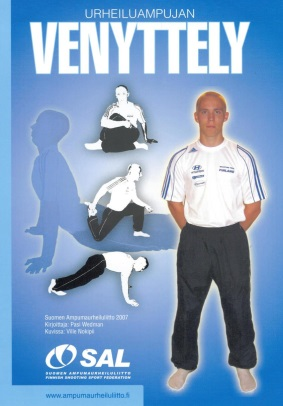 URHEILUAMPUJAN
VENYTTELY
Suomen Ampumaurheiluliitto 2007
Kirjoittaja: Pasi Wedman
Kuvissa: Ville Nokipii
SAL
SUOMEN AMPUMAURHEILULIITTO
FINNISH SHOOTING SPORT FEDERATION
www.ampumaurheiluliitto.fi